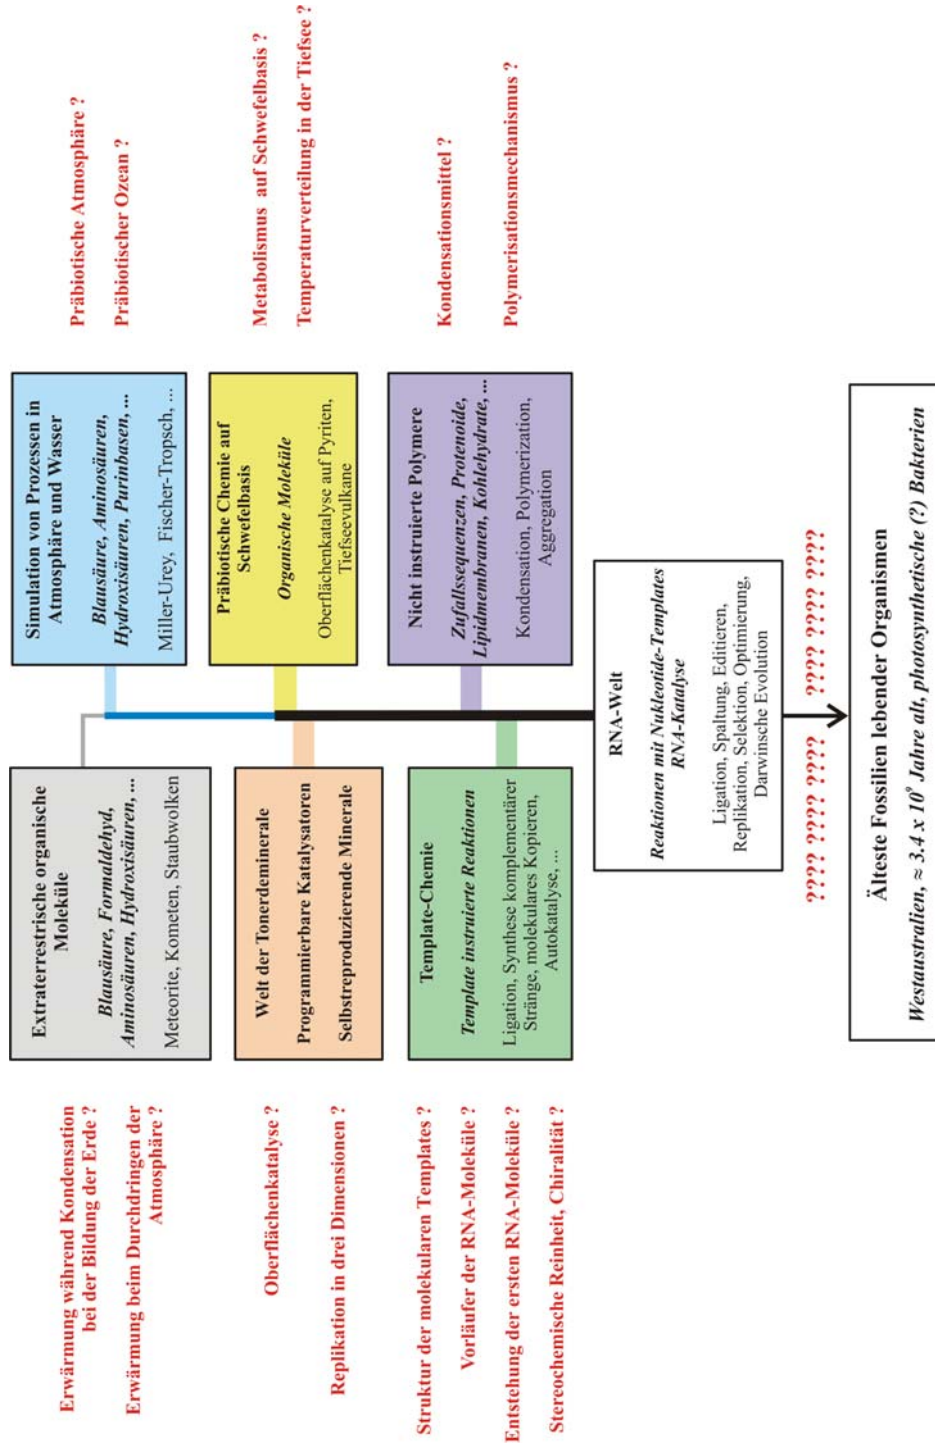 Erwärmung während Kondensation
bei der Bildung der Erde ?
Erwärmung beim Durchdringen der
Atmosphäre ?
Extraterrestrische organische
Moleküle
Blausäure, Formaldehyd,
Aminosäuren, Hydroxisäuren, ...
Meteorite, Kometen, Staubwolken
Simulation von Prozessen in
Atmosphäre und Wasser
Blausäure, Aminosäuren,
Hydroxisäuren, Purinbasen, ...
Miller-Urey, Fischer-Tropsch, ...
Präbiotische Atmosphäre ?
Präbiotischer Ozean ?
Oberflächenkatalyse ?
Replikation in drei Dimensionen ?
Welt der Tonerdeminerale
Programmierbare Katalysatoren
Selbstreproduzierende Minerale
Präbiotische Chemie auf
Schwefelbasis
Organische Moleküle
Oberflächenkatalyse auf Pyriten,
Tiefseevulkane
Metabolismus auf Schwefelbasis ?
Temperaturverteilung in der Tiefsee ?
Struktur der molekularen Templates ?
Vorläufer der RNA-Moleküle ?
Entstehung der ersten RNA-Moleküle ?
Stereochemische Reinheit, Chiralität ?
Template-Chemie
Template instruierte Reaktionen
Ligation, Synthese komplementärer
Stränge, molekulares Kopieren,
Autokatalyse, ...
Nicht instruierte Polymere
Zufallssequenzen, Protenoide,
Lipidmembranen, Kohlehydrate, ...
Kondensation, Polymerization,
Aggregation
Kondensationsmittel ?
Polymerisationsmechanismus ?
RNA-Welt
Reaktionen mit Nukleotide-Templates
RNA-Katalyse
Ligation, Spaltung, Editieren,
Replikation, Selektion, Optimierung,
Darwinsche Evolution
???? ???? ???? ???? ???? ???? ????
Älteste Fossilien lebender Organismen
Westaustralien, ≈ 3.4 x 10⁹ Jahre alt, photosynthetische (?) Bakterien